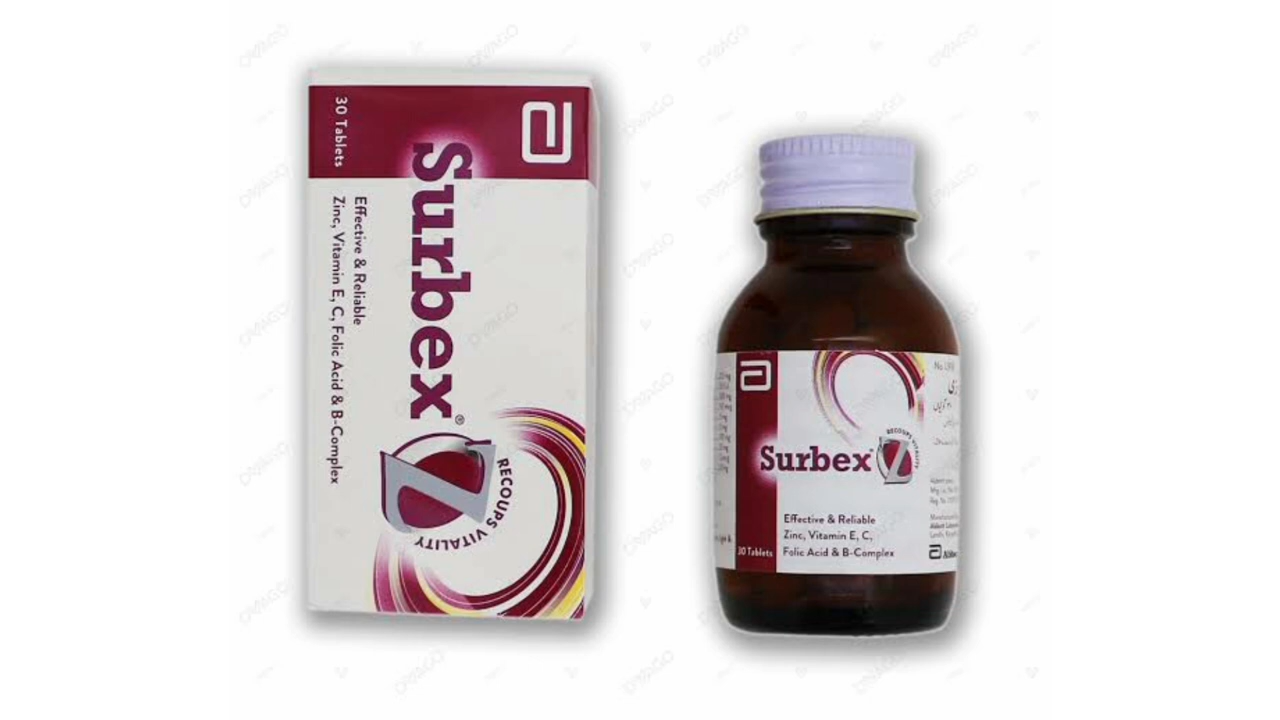 30 Tablets
Surbex®
Z
RECOUPS VITALITY
Effective & Reliable
Zinc, Vitamin E, C, Folic Acid & B-Complex
Surbex
Z
RECOUPS VITALITY
Effective & Reliable
Zinc, Vitamin E, C,
30 Tablets Folic Acid & B-Complex
DVAGO